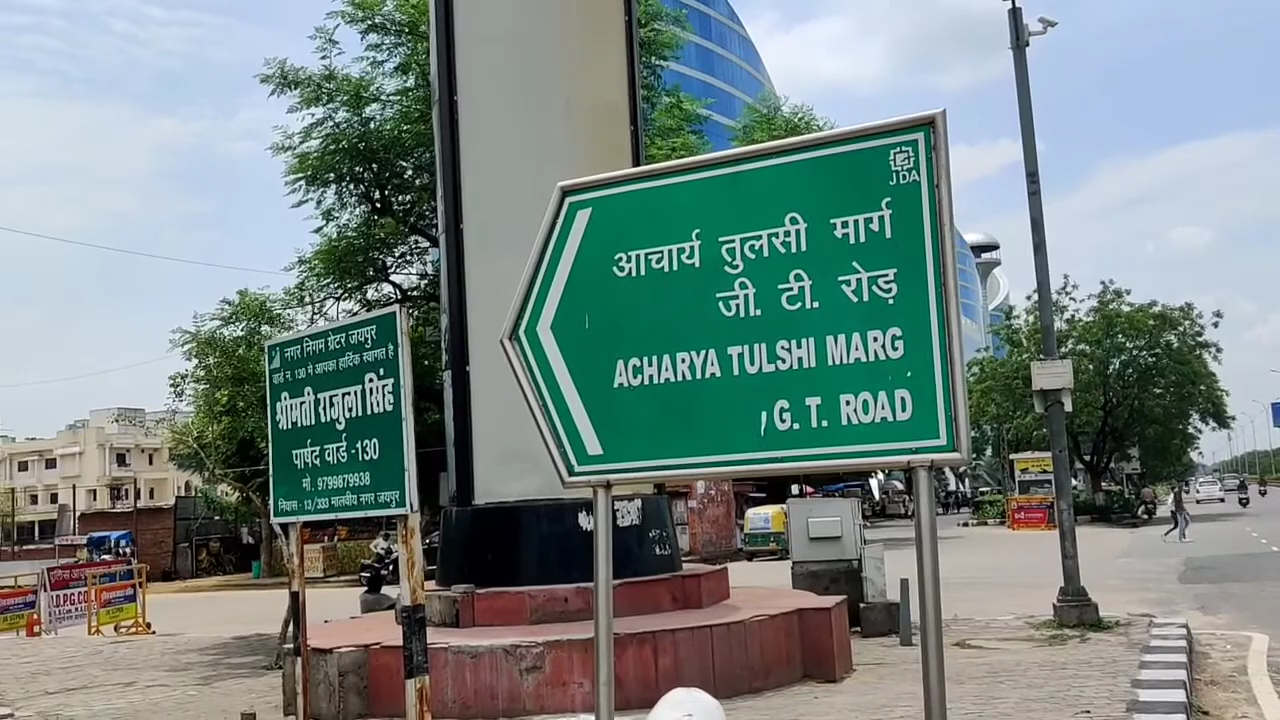 नगर निगम ग्रेटर जयपुर
वार्ड न. 130 मे आपका हार्दिक स्वागत है
श्रीमती राजुला सिंह
पार्षद वार्ड -130
मो. 9799879938
निवास - 13/333 मालवीय नगर जयपुर
JDA
आचार्य तुलसी मार्ग
जी. टी. रोड़
ACHARYA TULSHI MARG
G. T. ROAD